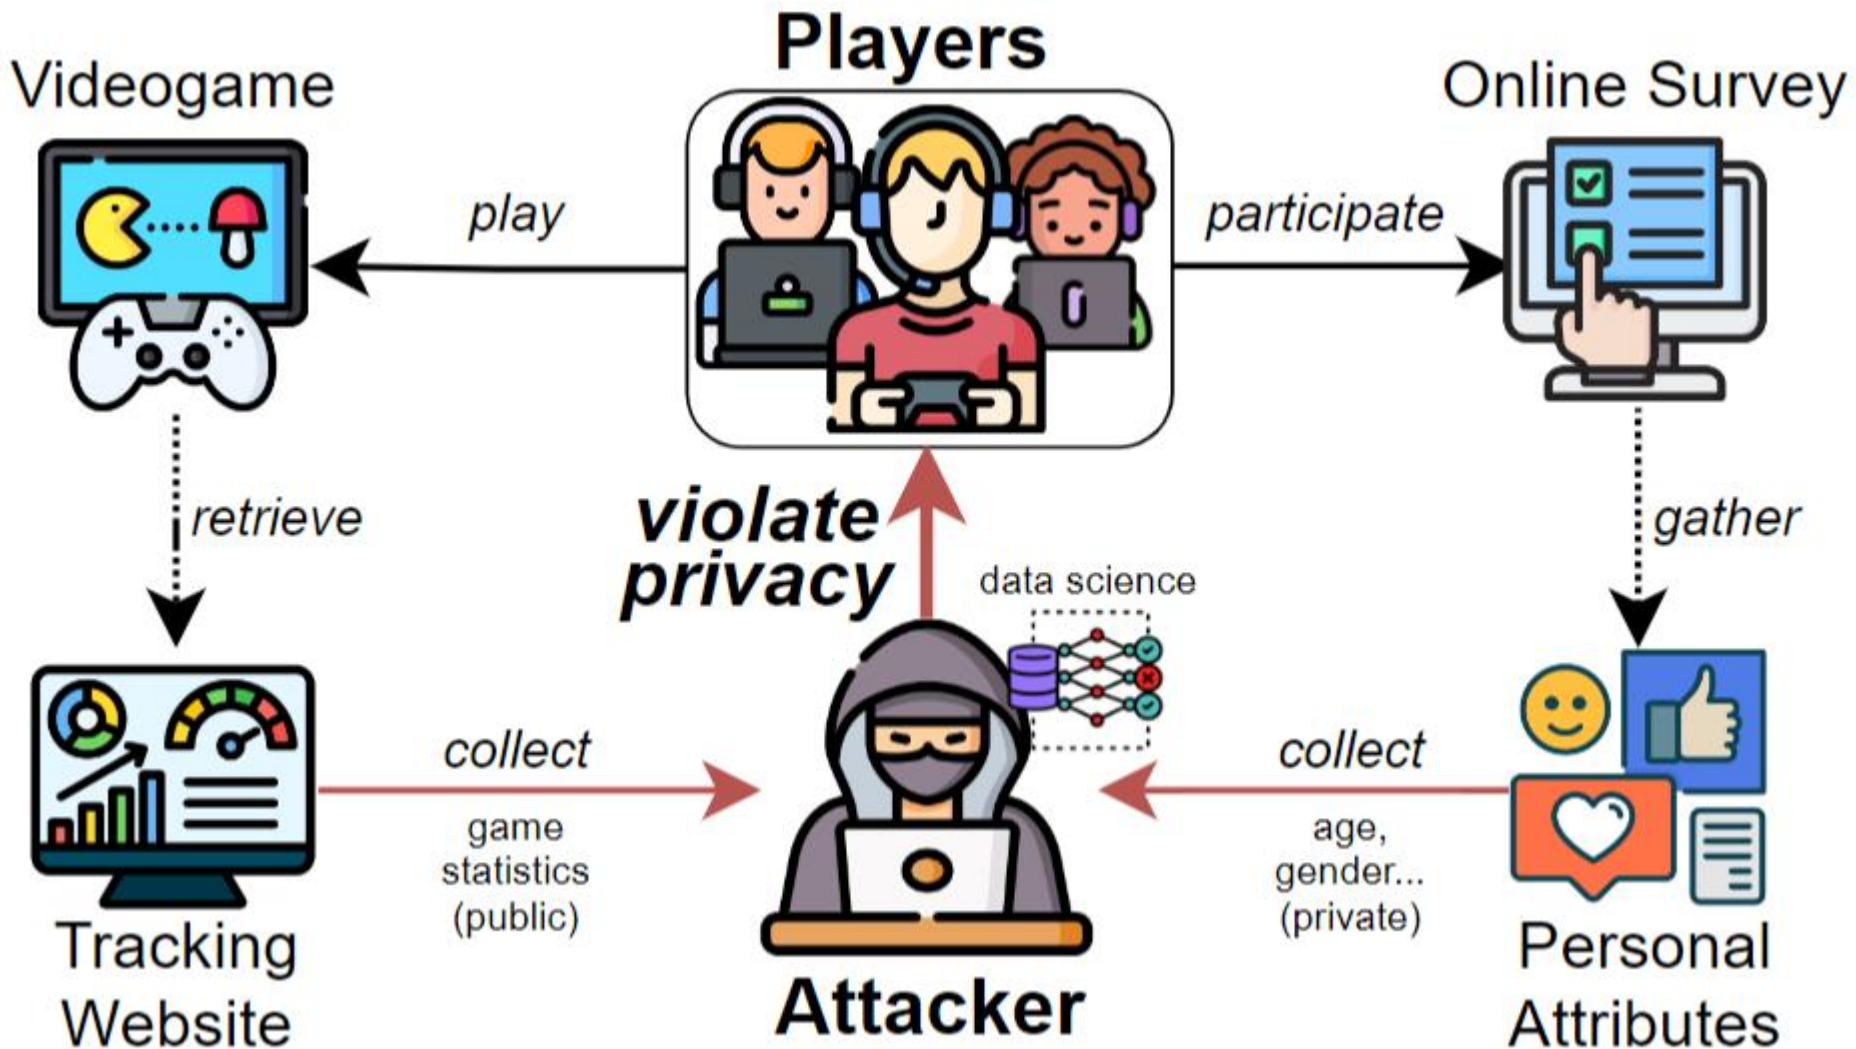 Players
Videogame
Online Survey
play
participate
retrieve
violate
privacy
gather
data science
collect
game
statistics
(public)
collect
age,
gender...
(private)
Tracking
Website
Attacker
Personal
Attributes